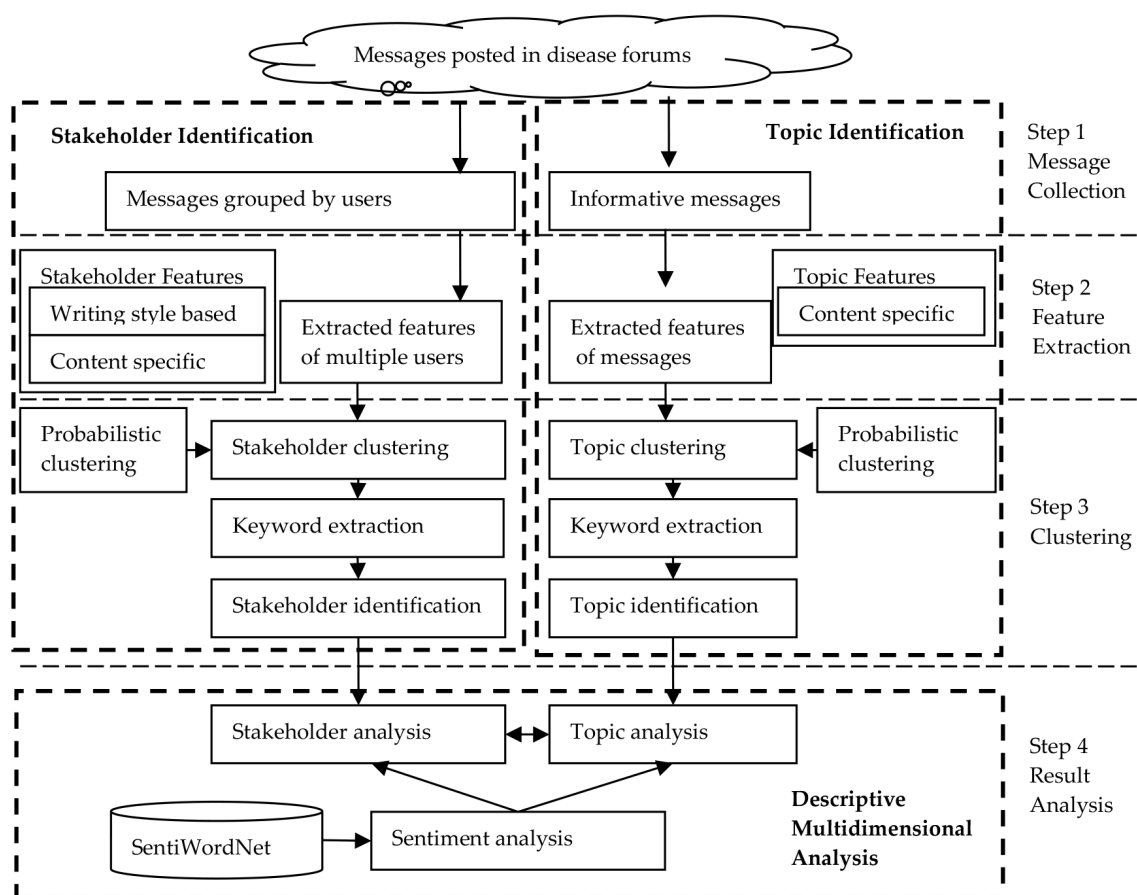 Messages posted in disease forums
Stakeholder Identification
Topic Identification
Step 1
Message
Collection
Messages grouped by users
Informative messages
Stakeholder Features
Writing style based
Content specific
Extracted features
of multiple users
Extracted features
of messages
Topic Features
Content specific
Step 2
Feature
Extraction
Probabilistic
clustering
Stakeholder clustering
Topic clustering
Probabilistic
clustering
Keyword extraction
Keyword extraction
Step 3
Clustering
Stakeholder identification
Topic identification
Stakeholder analysis
Topic analysis
Step 4
Result
Analysis
SentiWordNet
Sentiment analysis
Descriptive
Multidimensional
Analysis